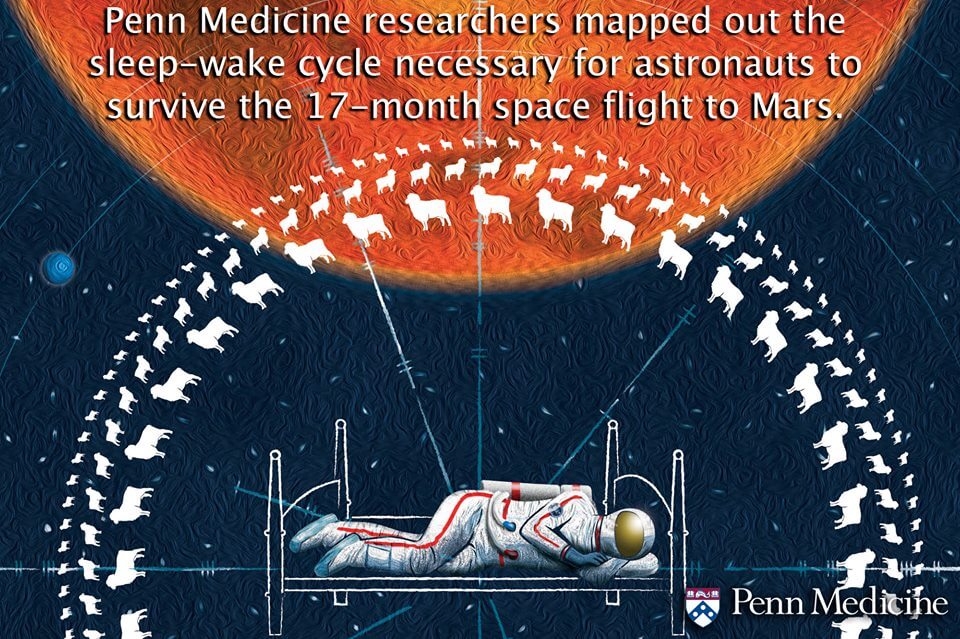 Penn Medicine researchers mapped out the
sleep-wake cycle necessary for astronauts to
survive the 17-month space flight to Mars.
Penn Medicine